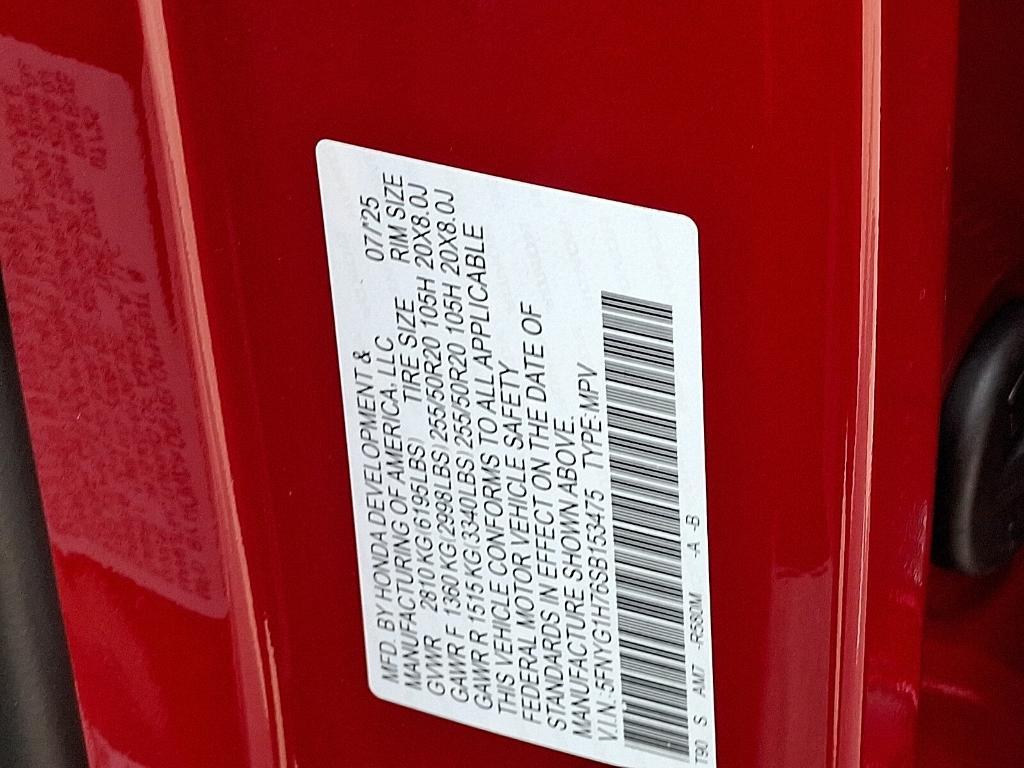 MFD. BY HONDA DEVELOPMENT &
MANUFACTURING OF AMERICA, LLC 07/'25
GVWR 2810 KG(6195LBS) TIRE SIZE RIM SIZE
GAWR F 1360 KG(2998LBS) 255/50R20 105H 20X8.0J
GAWR R 1515 KG(3340LBS) 255/50R20 105H 20X8.0J
THIS VEHICLE CONFORMS TO ALL APPLICABLE
FEDERAL MOTOR VEHICLE SAFETY
STANDARDS IN EFFECT ON THE DATE OF
MANUFACTURE SHOWN ABOVE.
V.I.N.:5FNYG1H76SB153475 TYPE:MPV
T90 S AM7 -R580M -A -B